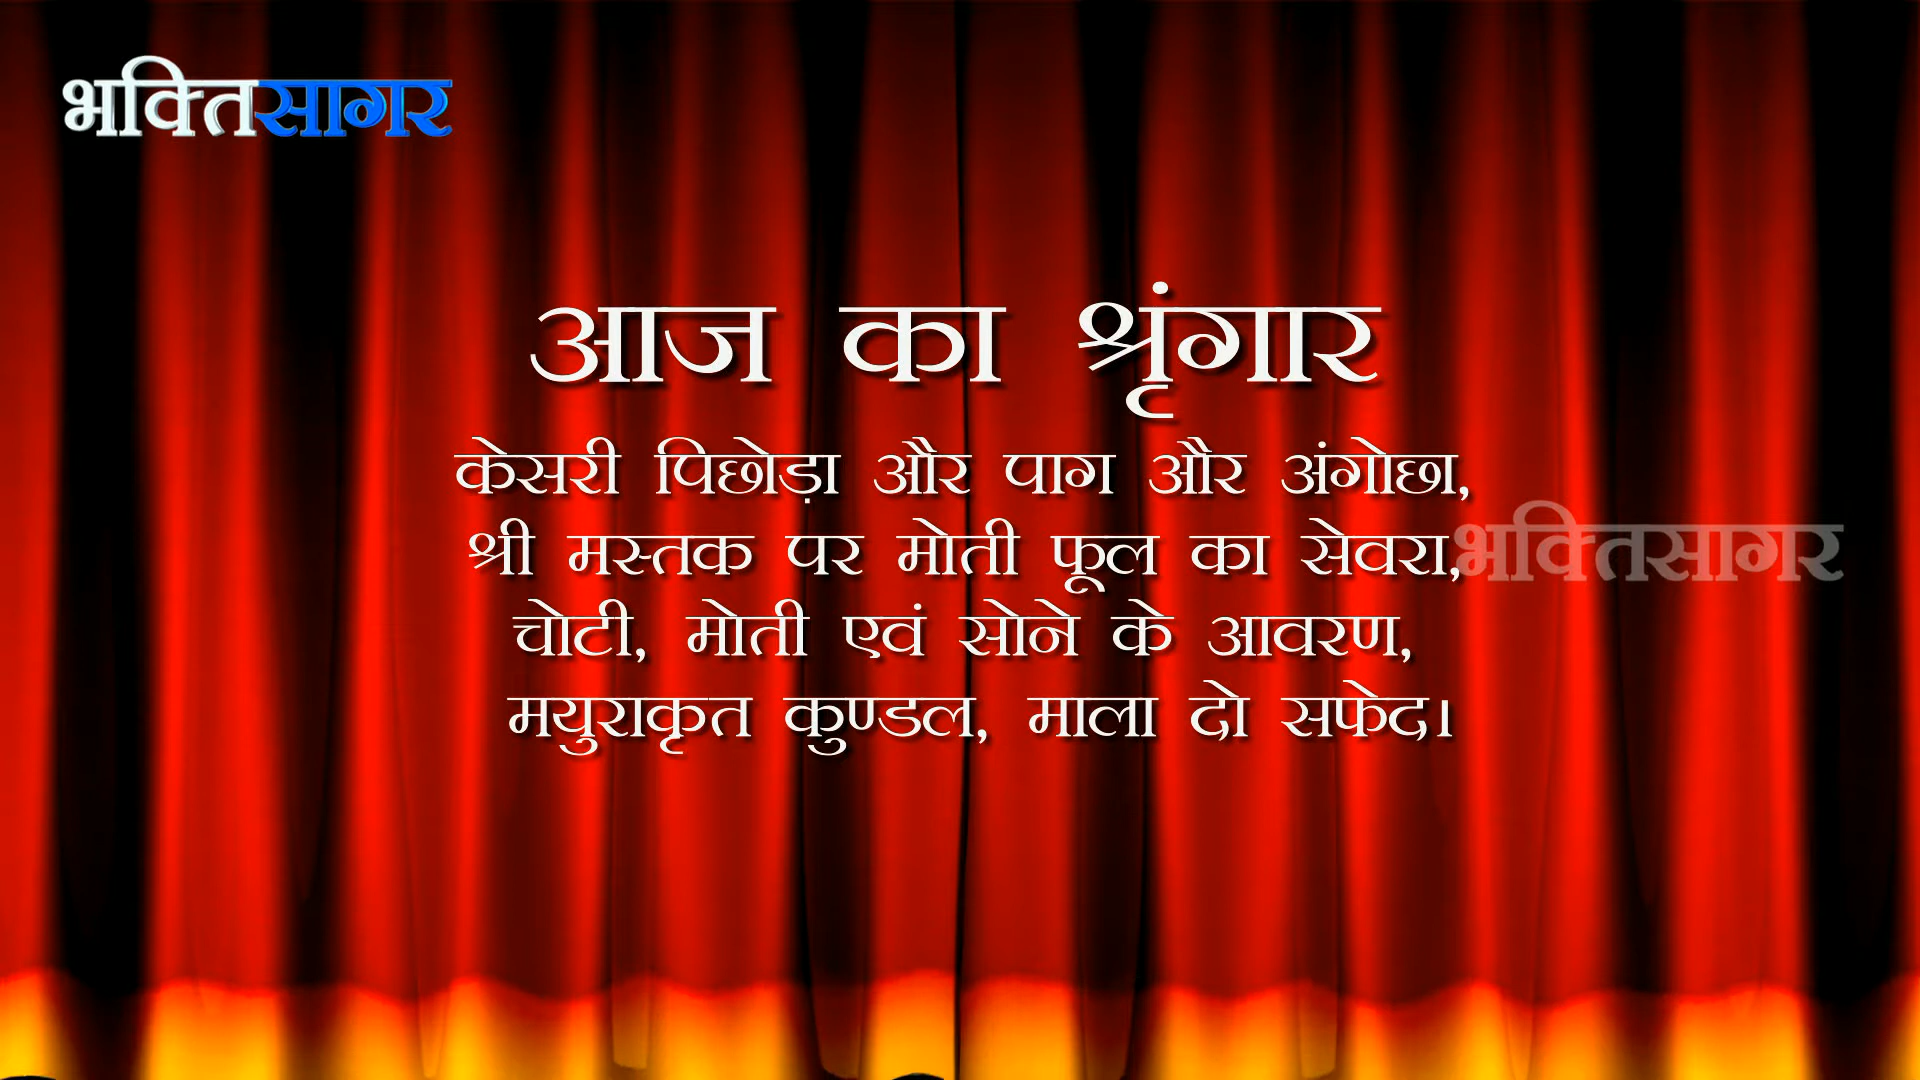 भक्तिसागर
आज का श्रृंगार
केसरी पिछोड़ा और पाग और अंगोछा,
श्री मस्तक पर मोती फूल का सेवरा,
भक्तिसागर
चोटी, मोती एवं सोने के आवरण,
मयुराकृत कुण्डल, माला दो सफेद।